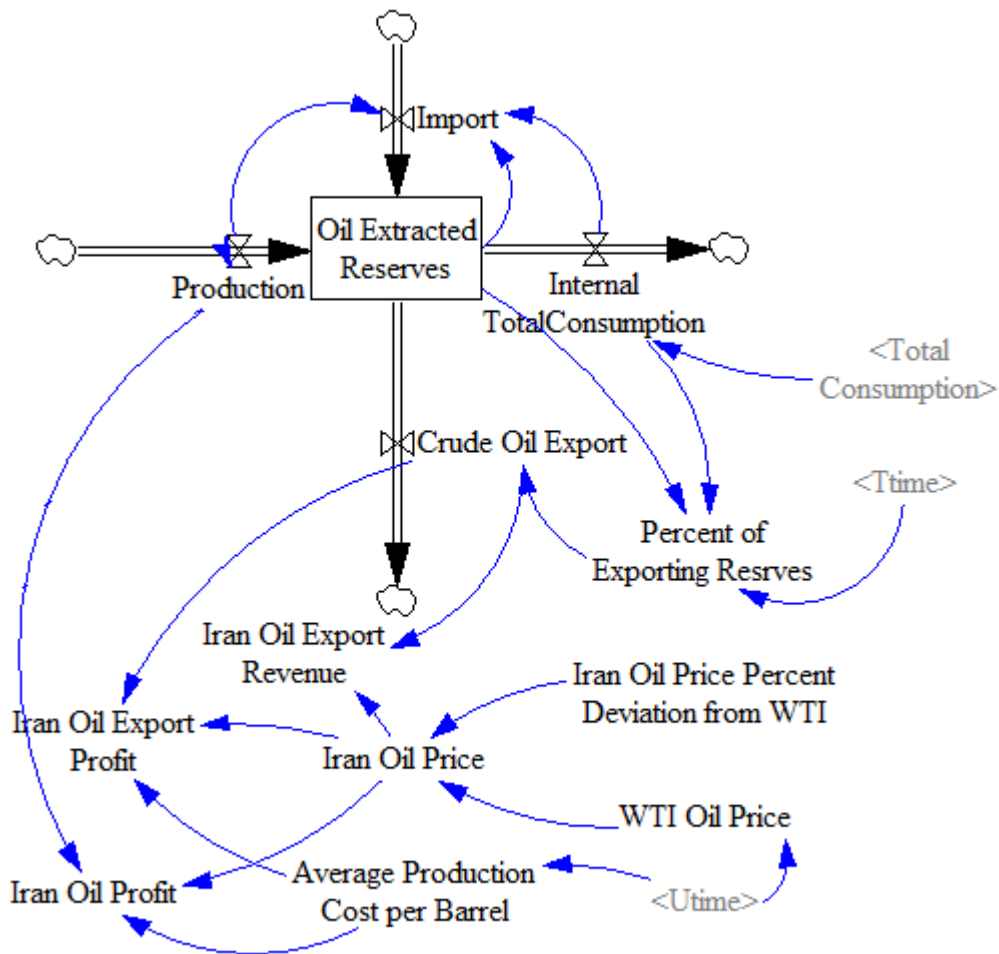 Import
Oil Extracted
Reserves
Production
Internal
TotalConsumption
<Total
Consumption>
Crude Oil Export
<Ttime>
Percent of
Exporting Resrves
Iran Oil Export
Revenue
Iran Oil Price Percent
Deviation from WTI
Iran Oil Export
Profit
Iran Oil Price
WTI Oil Price
Average Production
Cost per Barrel
Iran Oil Profit
<Utime>